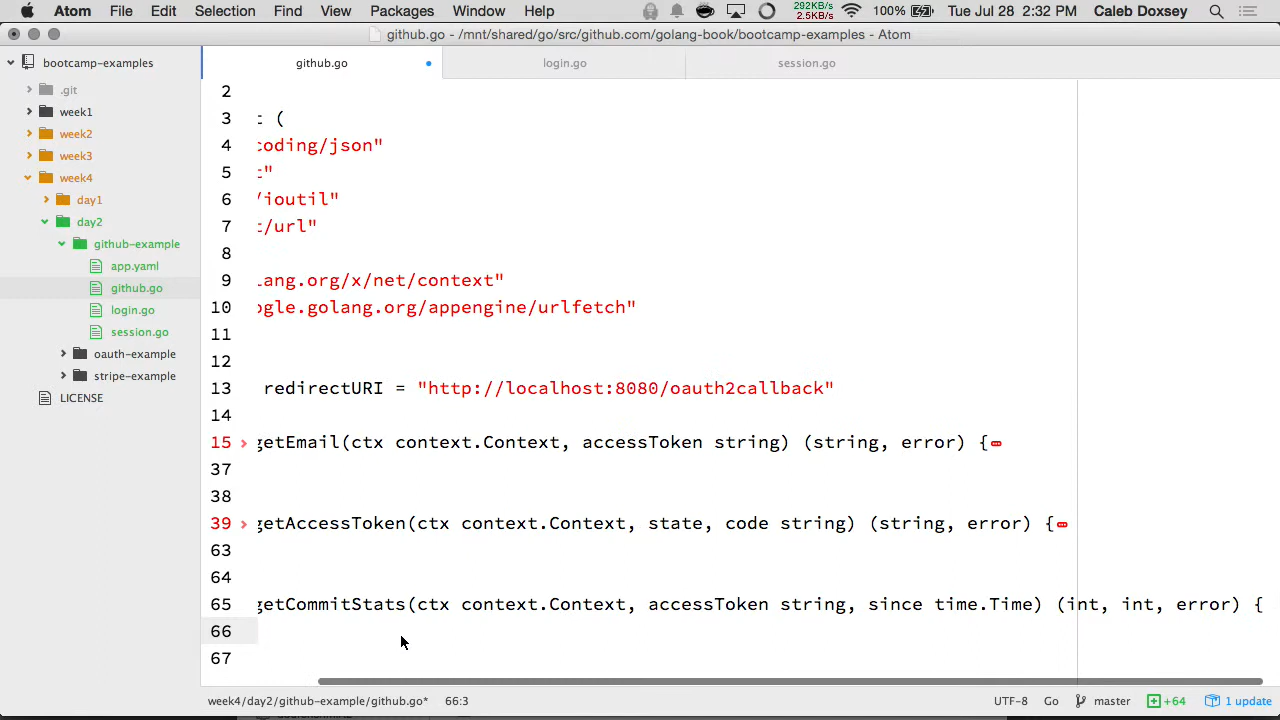 Atom File Edit Selection Find View Packages Window Help 292KB/s 2.5KB/s 100% Tue Jul 28 2:32 PM Caleb Doxsey
github.go - /mnt/shared/go/src/github.com/golang-book/bootcamp-examples - Atom
bootcamp-examples
.git
week1
week2
week3
week4
day1
day2
github-example
app.yaml
github.go
login.go
session.go
oauth-example
stripe-example
LICENSE
github.go login.go session.go
2
3 t (
4 coding/json"
5 t"
6 /ioutil"
7 t/url"
8
9 lang.org/x/net/context"
10 ogle.golang.org/appengine/urlfetch"
11
12
13 redirectURI = "http://localhost:8080/oauth2callback"
14
15 getEmail(ctx context.Context, accessToken string) (string, error) {
37
38
39 getAccessToken(ctx context.Context, state, code string) (string, error) {
63
64
65 getCommitStats(ctx context.Context, accessToken string, since time.Time) (int, int, error) {
66
67
week4/day2/github-example/github.go* 66:3 UTF-8 Go master +64 1 update